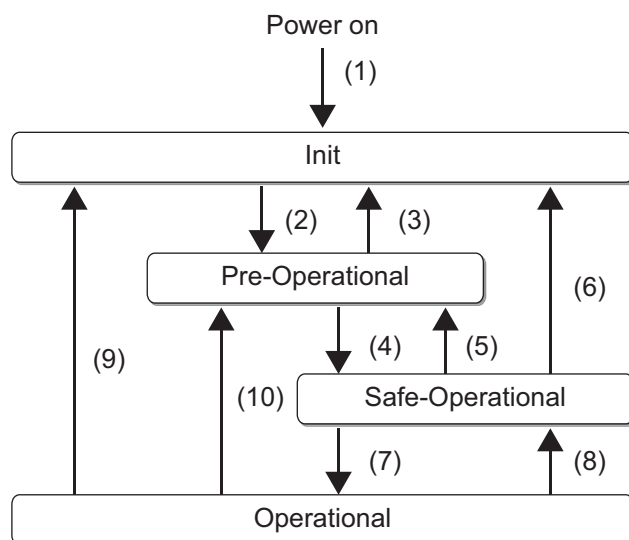 Power on
(1)
Init
(2)
(3)
Pre-Operational
(6)
(4)
(5)
(9)
(10)
Safe-Operational
(7)
(8)
Operational